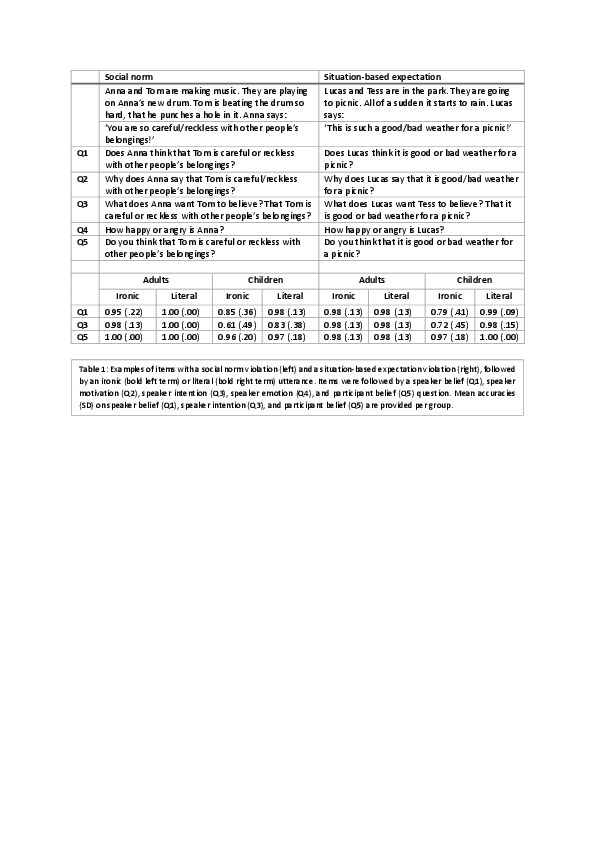 Social norm Situation-based expectation
Anna and Tom are making music. They are playing
on Anna's new drum. Tom is beating the drum so
hard, that he punches a hole in it. Anna says:
Lucas and Tess are in the park. They are going
to picnic. All of a sudden it starts to rain. Lucas
says:
'You are so careful/reckless with other people's
belongings!'
'This is such a good/bad weather for a picnic!'
Q1 Does Anna think that Tom is careful or reckless
with other people's belongings?
Does Lucas think it is good or bad weather for a
picnic?
Q2 Why does Anna say that Tom is careful/reckless
with other people's belongings?
Why does Lucas say that it is good/bad weather
for a picnic?
Q3 What does Anna want Tom to believe? That Tom is
careful or reckless with other people's belongings?
What does Lucas want Tess to believe? That it
is good or bad weather for a picnic?
Q4 How happy or angry is Anna? How happy or angry is Lucas?
Q5 Do you think that Tom is careful or reckless with
other people's belongings?
Do you think that it is good or bad weather for
a picnic?
Adults Children Adults Children
Ironic Literal Ironic Literal Ironic Literal Ironic Literal
Q1 0.95 (.22) 1.00 (.00) 0.85 (.36) 0.98 (.13) 0.98 (.13) 0.98 (.13) 0.79 (.41) 0.99 (.09)
Q3 0.98 (.13) 1.00 (.00) 0.61 (.49) 0.83 (.38) 0.98 (.13) 0.98 (.13) 0.72 (.45) 0.98 (.15)
Q5 1.00 (.00) 1.00 (.00) 0.96 (.20) 0.97 (.18) 0.98 (.13) 0.98 (.13) 0.97 (.18) 1.00 (.00)
Table 1: Examples of items with a social norm violation (left) and a situation-based expectation violation (right), followed
by an ironic (bold left term) or literal (bold right term) utterance. Items were followed by a speaker belief (Q1), speaker
motivation (Q2), speaker intention (Q3), speaker emotion (Q4), and participant belief (Q5) question. Mean accuracies
(SD) on speaker belief (Q1), speaker intention (Q3), and participant belief (Q5) are provided per group.